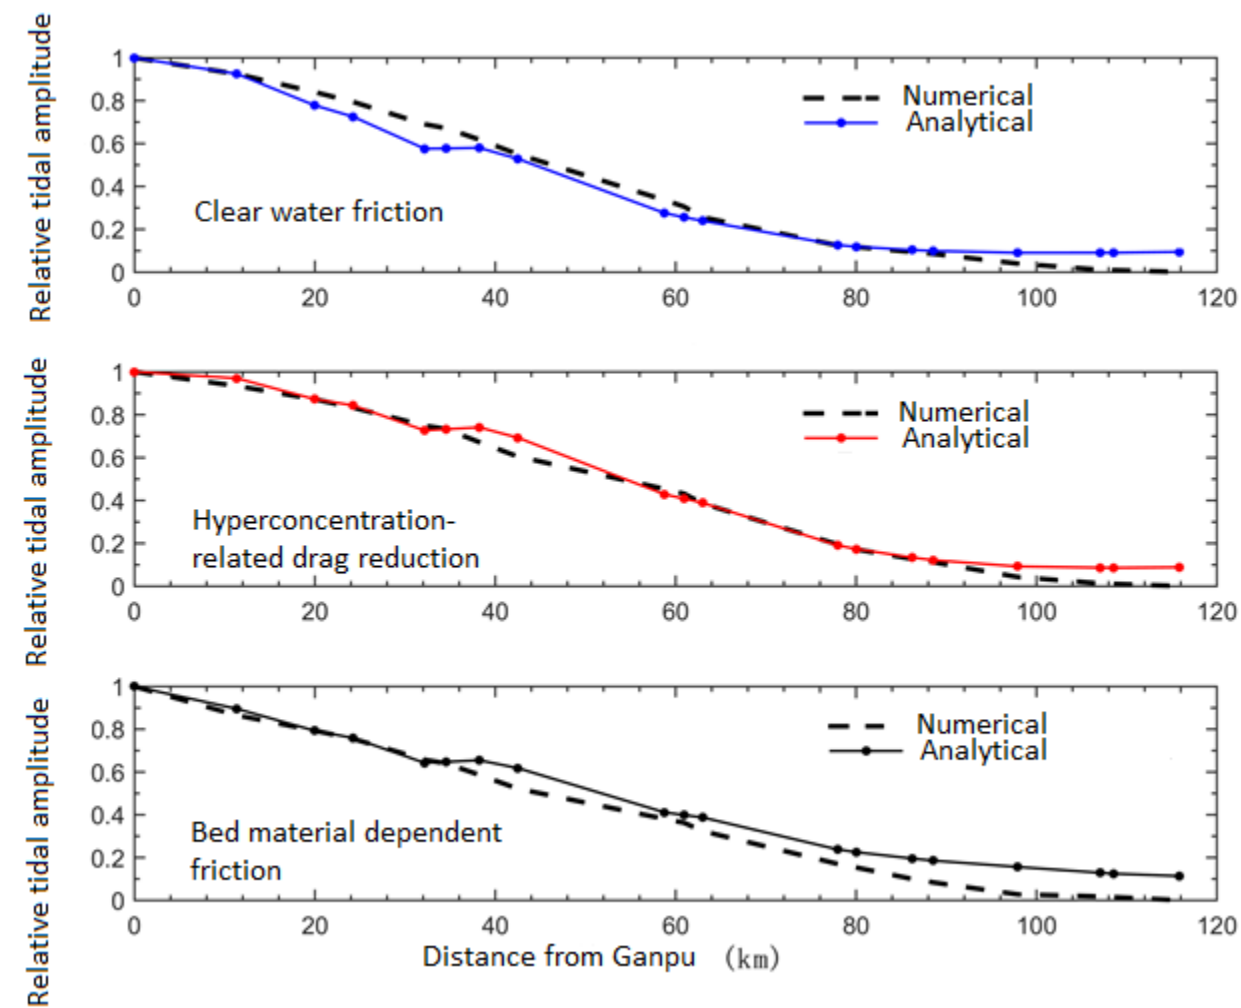 Relative tidal amplitude
1
0.8
0.6
0.4
0.2
0
Numerical
Analytical
Clear water friction
0 20 40 60 80 100 120
Relative tidal amplitude
1
0.8
0.6
0.4
0.2
0
Numerical
Analytical
Hyperconcentration-
related drag reduction
0 20 40 60 80 100 120
Relative tidal amplitude
1
0.8
0.6
0.4
0.2
0
Numerical
Analytical
Bed material dependent
friction
0 20 40 60 80 100 120
Distance from Ganpu (km)